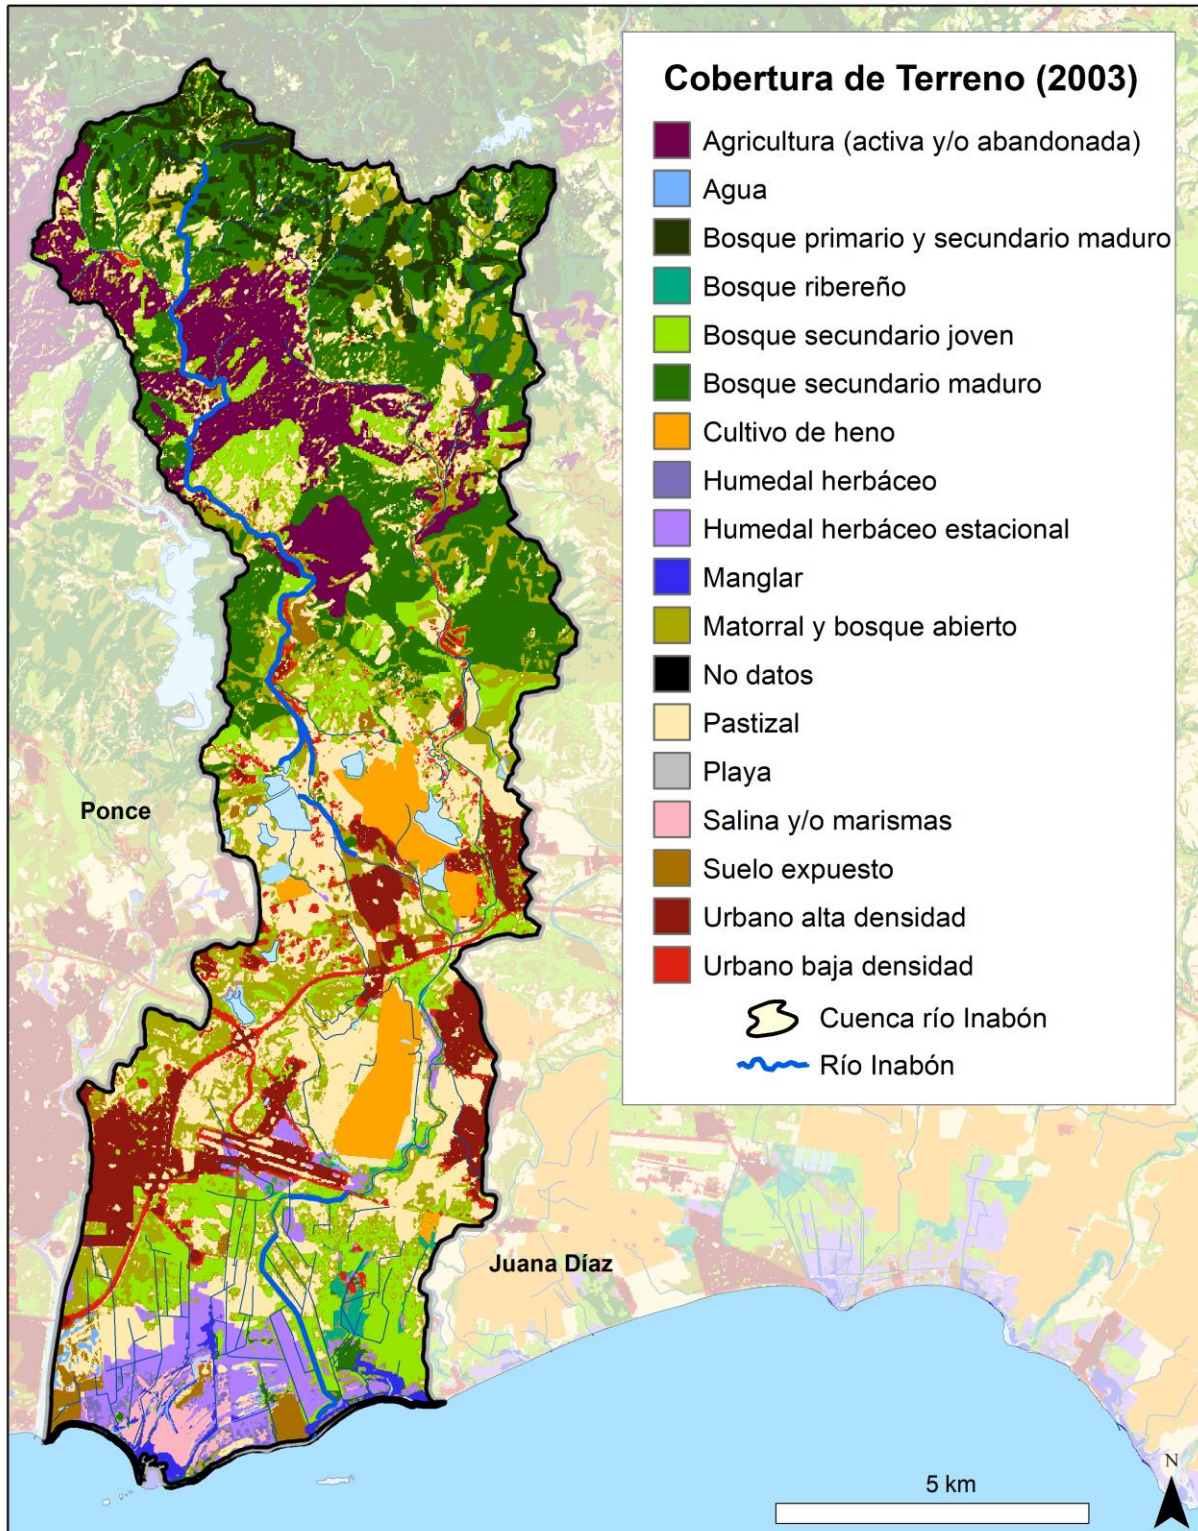 Cobertura de Terreno (2003)
Agricultura (activa y/o abandonada)
Agua
Bosque primario y secundario maduro
Bosque ribereño
Bosque secundario joven
Bosque secundario maduro
Cultivo de heno
Humedal herbáceo
Humedal herbáceo estacional
Manglar
Matorral y bosque abierto
No datos
Pastizal
Playa
Salina y/o marismas
Suelo expuesto
Urbano alta densidad
Urbano baja densidad
Cuenca río Inabón
Río Inabón
Ponce
Juana Díaz
5 km
N